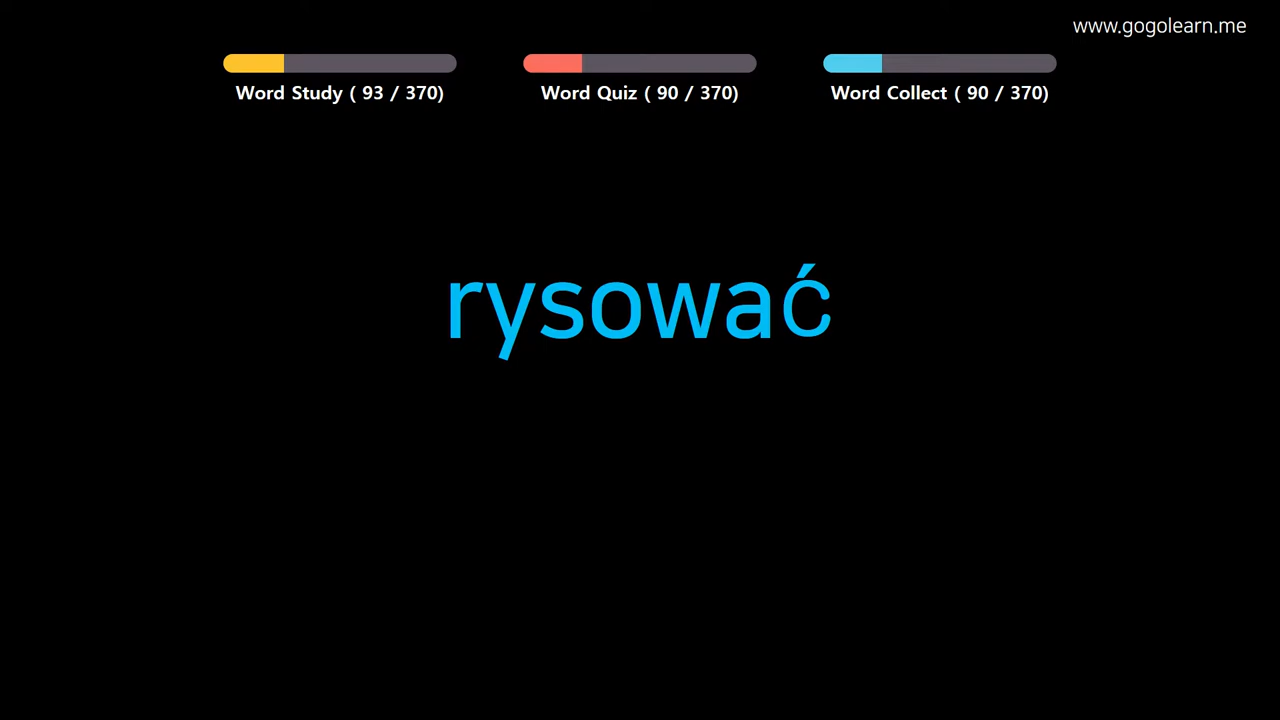 www.gogolearn.me
Word Study ( 93 / 370)
Word Quiz ( 90 / 370)
Word Collect ( 90 / 370)
rysować